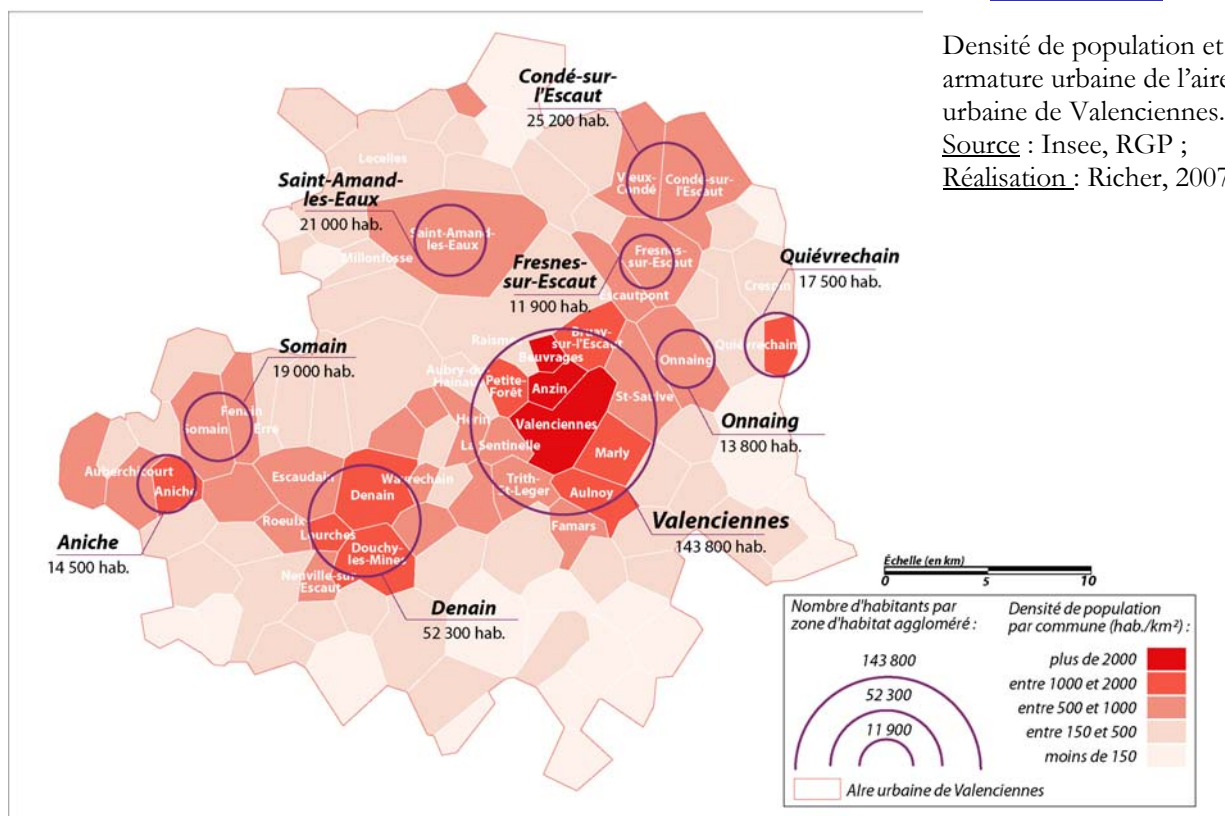 Densité de population et
armature urbaine de l'aire
urbaine de Valenciennes.
Source : Insee, RGP ;
Réalisation : Richer, 2007
Condé-sur-
l'Escaut
25 200 hab.
Lecelles
Saint-Amand-
les-Eaux
21 000 hab.
Vieux-
Condé
Condé-sur-
l'Escaut
Saint-Amand-
les-Eaux
Millonfosse
Fresnes-
sur-Escaut
11 900 hab.
Fresnes-
sur-Escaut
Escautpont
Quiévrechain
17 500 hab.
Crespin
Quiévrechain
Somain
19 000 hab.
Raismes
Bruay-
sur-l'Escaut
Beuvrages
Onnaing
Aubry-du-
Hainaut
Petite-
Forêt
Anzin
St-Saulve
Onnaing
13 800 hab.
Fenain
Somain
Erre
Hérin
Valenciennes
La Sentinelle
Marly
Auberchicourt
Aniche
Escaudain
Denain
Wavrechain
Trith-
St-Leger
Aulnoy
Famars
Valenciennes
143 800 hab.
Roeulx
Lourches
Douchy-
les-Mines
Neuville-sur-
Escaut
Aniche
14 500 hab.
Denain
52 300 hab.
Échelle (en km)
0 5 10
Nombre d'habitants par
zone d'habitat aggloméré :
143 800
52 300
11 900
Densité de population
par commune (hab./km²) :
plus de 2000
entre 1000 et 2000
entre 500 et 1000
entre 150 et 500
moins de 150
AIre urbaine de Valenciennes